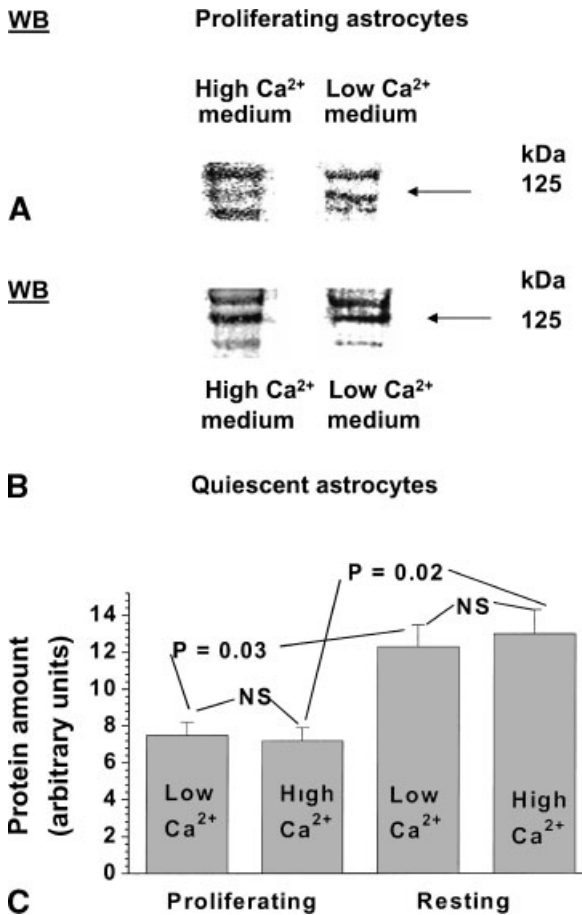 WB Proliferating astrocytes
High Ca²⁺ Low Ca²⁺
medium medium
kDa
125
A
WB
kDa
125
High Ca²⁺ Low Ca²⁺
medium medium
B Quiescent astrocytes
P = 0.02
14
NS
12
P = 0.03
10
NS
8
6
4
2
0
Protein amount
(arbitrary units)
Low High Low High
Ca²⁺ Ca²⁺ Ca²⁺ Ca²⁺
C Proliferating Resting